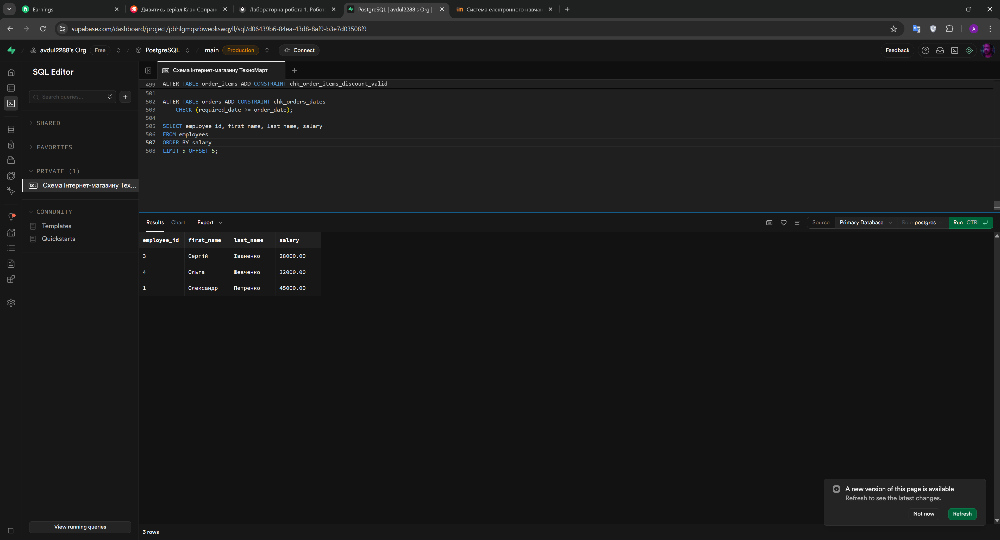 Earnings
Дивитись серіал Клан Сопран
Лабораторна робота 1. Робот
PostgreSQL | avdul2288's Org |
Система електронного навчан
supabase.com/dashboard/project/pbhlgmqsrbweokswqyll/sql/d06439b6-84ea-43d8-8af9-b3e7d03508f9
A
avdul2288's Org
Free
PostgreSQL
main
Production
Connect
Feedback
SQL Editor
Search queries...
SHARED
FAVORITES
PRIVATE (1)
SQL Схема інтернет-магазину Тех...
COMMUNITY
Templates
Quickstarts
View running queries
SQL Схема інтернет-магазину ТехноМарт
499 ALTER TABLE order_items ADD CONSTRAINT chk_order_items_discount_valid
501
502 ALTER TABLE orders ADD CONSTRAINT chk_orders_dates
503 CHECK (required_date >= order_date);
504
505 SELECT employee_id, first_name, last_name, salary
506 FROM employees
507 ORDER BY salary
508 LIMIT 5 OFFSET 5;
Results Chart Export
Source Primary Database Role postgres Run CTRL
employee_id first_name last_name salary
3 Сергій Іваненко 28000.00
4 Ольга Шевченко 32000.00
1 Олександр Петренко 45000.00
A new version of this page is available
Refresh to see the latest changes.
Not now Refresh
3 rows